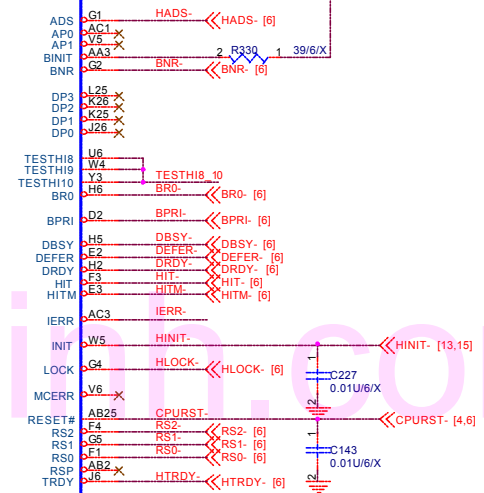 ADS G1 HADS- HADS- [6]
AP0 AC1
AP1 V5
BINIT AA3 2 R330 1 39/6/X
BNR G2 BNR- BNR- [6]
DP3 L25
DP2 K26
DP1 K25
DP0 J26
TESTHI8 U6
TESTHI9 W4
TESTHI10 Y3 TESTHI8_10
BR0 H6 BR0- BR0- [6]
BPRI D2 BPRI- BPRI- [6]
DBSY H5 DBSY- DBSY- [6]
DEFER E2 DEFER- DEFER- [6]
DRDY H2 DRDY- DRDY- [6]
HIT F3 HIT- HIT- [6]
HITM E3 HITM- HITM- [6]
IERR AC3 IERR-
INIT W5 HINIT- HINIT- [13,15]
LOCK G4 HLOCK- HLOCK- [6]
1 C227
0.01U/6/X
2
MCERR V6
RESET# AB25 CPURST- CPURST- [4,6]
RS2 F4 RS2- RS2- [6]
RS1 G5 RS1- RS1- [6]
RS0 F1 RS0- RS0- [6]
1 C143
0.01U/6/X
2
RSP AB2
TRDY J6 HTRDY- HTRDY- [6]
inh.co